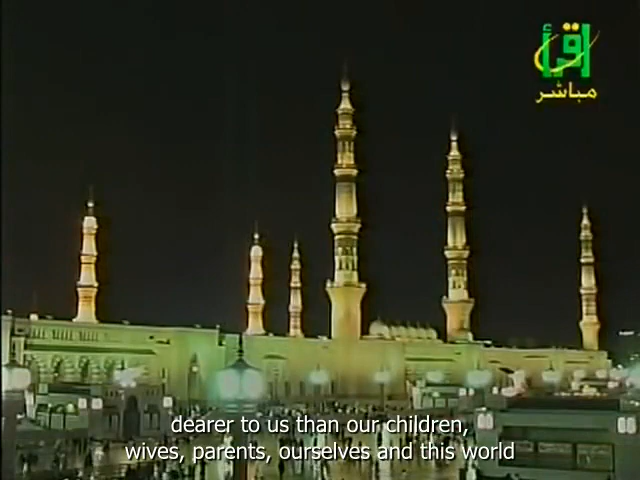 اقرأ
مباشر
dearer to us than our children,
wives, parents, ourselves and this world